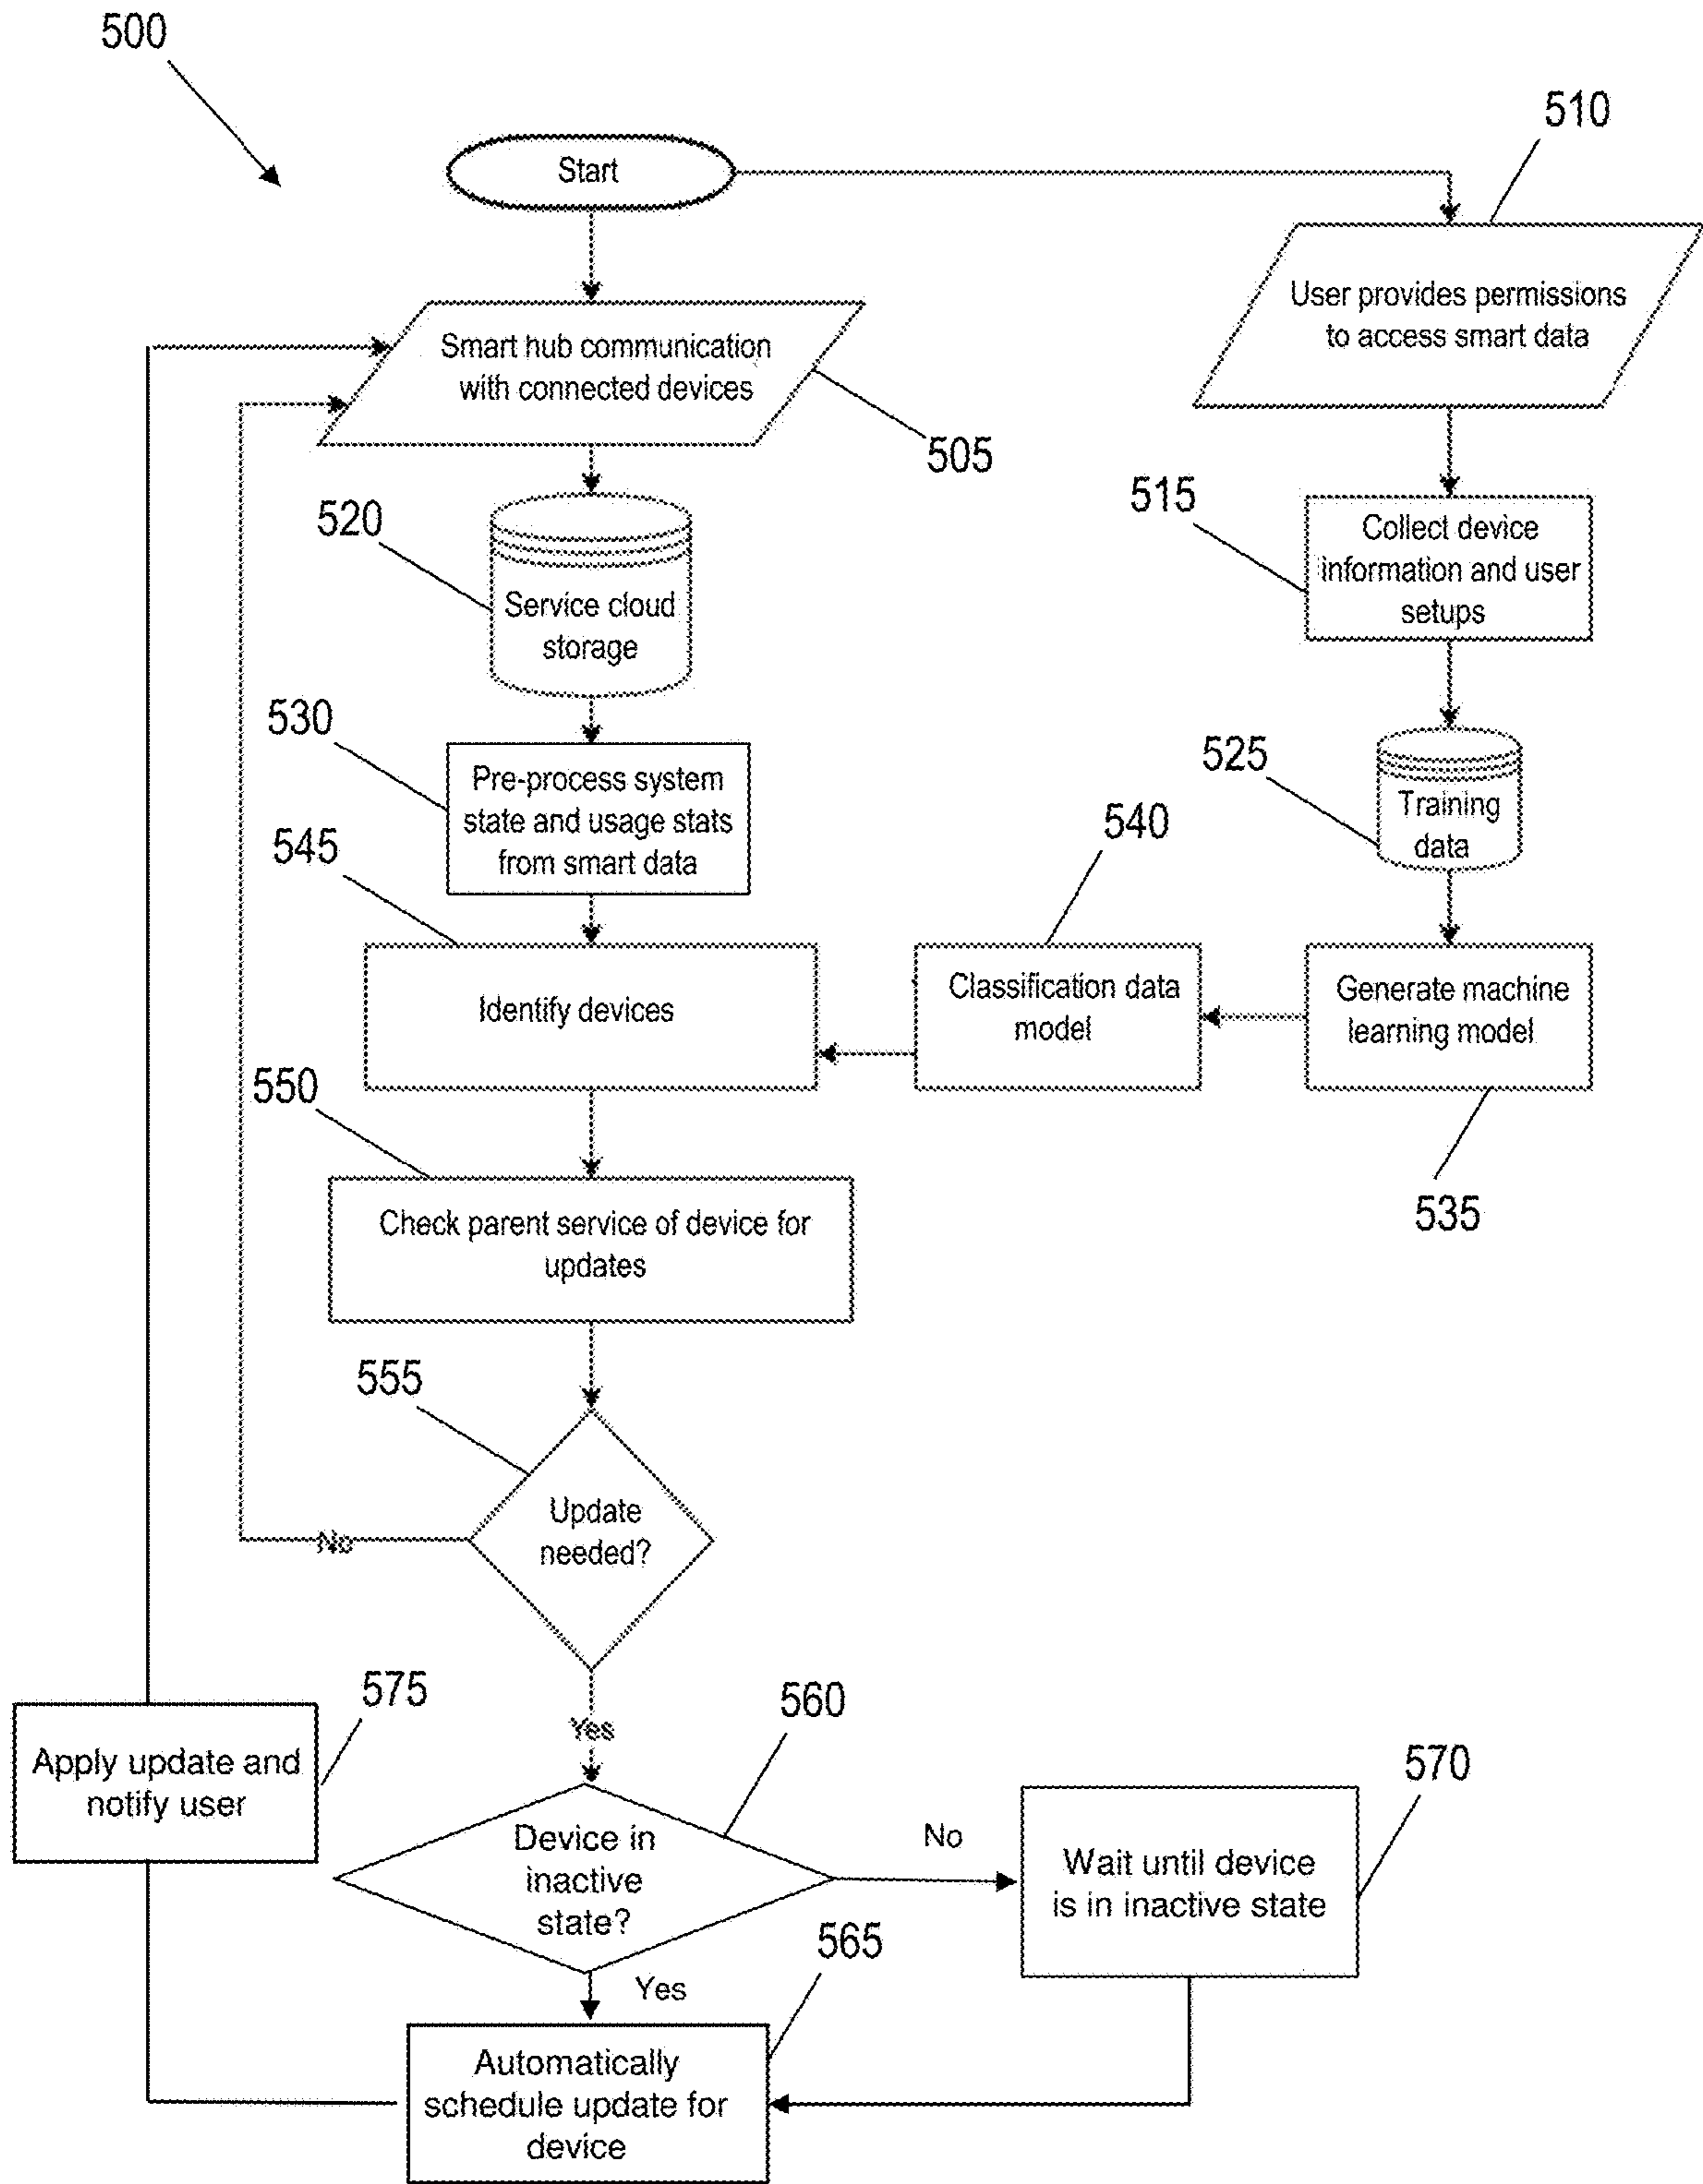 500
510
Start
User provides permissions
to access smart data
Smart hub communication
with connected devices
505
515
520
Collect device
information and user
setups
Service cloud
storage
530
525
Pre-process system
state and usage stats
from smart data
Training
data
540
545
Identify devices
Classification data
model
Generate machine
learning model
550
535
Check parent service of device for
updates
555
Update
needed?
No
Yes
575
560
570
Apply update and
notify user
Device in
inactive
state?
No
Wait until device
is in inactive state
565
Yes
Automatically
schedule update for
device